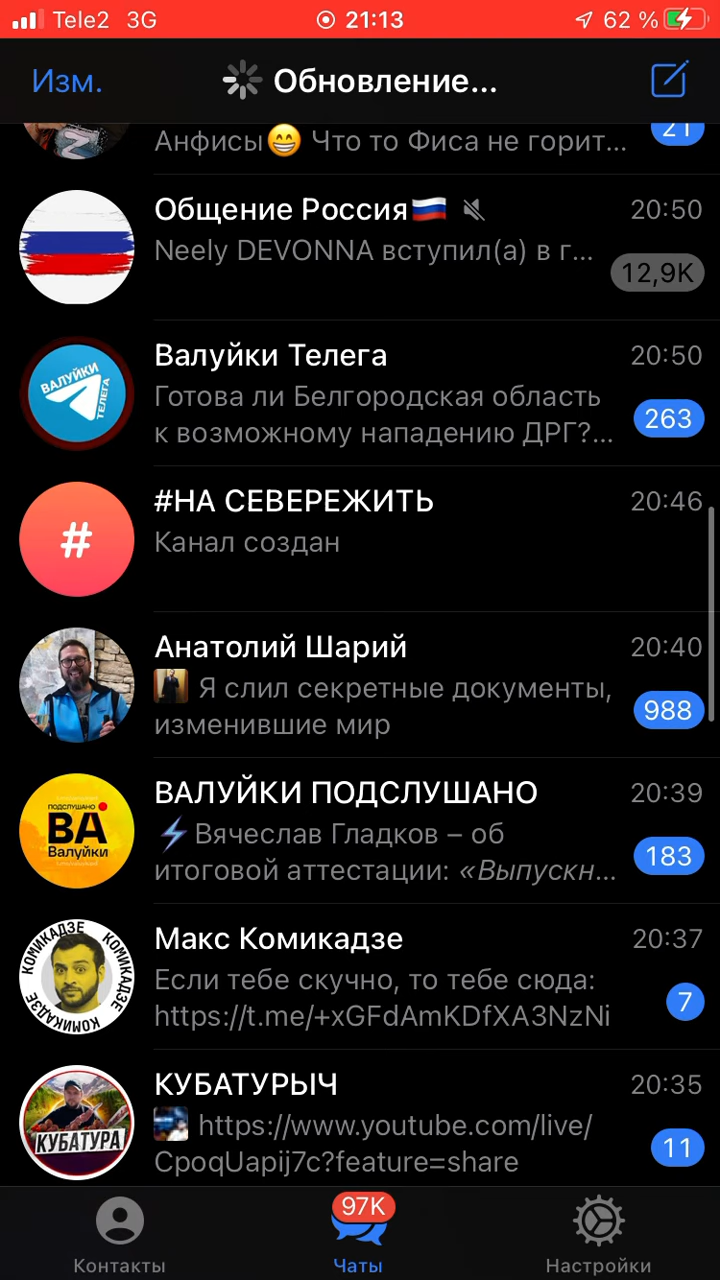 Tele2 3G 21:13 62 %
Изм. Обновление...
Анфисы😁 Что то Фиса не горит... 21
Общение Россия🇷🇺 20:50
Neely DEVONNA вступил(а) в г...
12,9K
ВАЛУЙКИ
ТЕЛЕГА
Валуйки Телега 20:50
Готова ли Белгородская область
к возможному нападению ДРГ?...
263
#
#НА СЕВЕРЕЖИТЬ 20:46
Канал создан
Анатолий Шарий 20:40
Я слил секретные документы,
изменившие мир
988
ПОДСЛУШАНО
ВА
Валуйки
ВАЛУЙКИ ПОДСЛУШАНО 20:39
⚡Вячеслав Гладков – об
итоговой аттестации: «Выпускн...
183
КОМИКАДЗЕ КОМИКАДЗЕ КОМИКАДЗЕ
Макс Комикадзе 20:37
Если тебе скучно, то тебе сюда:
https://t.me/+xGFdAmKDfXA3NzNi
7
КУБАТУРА
КУБАТУРЫЧ 20:35
https://www.youtube.com/live/
CpoqUapij7c?feature=share
11
97K
Контакты Чаты Настройки